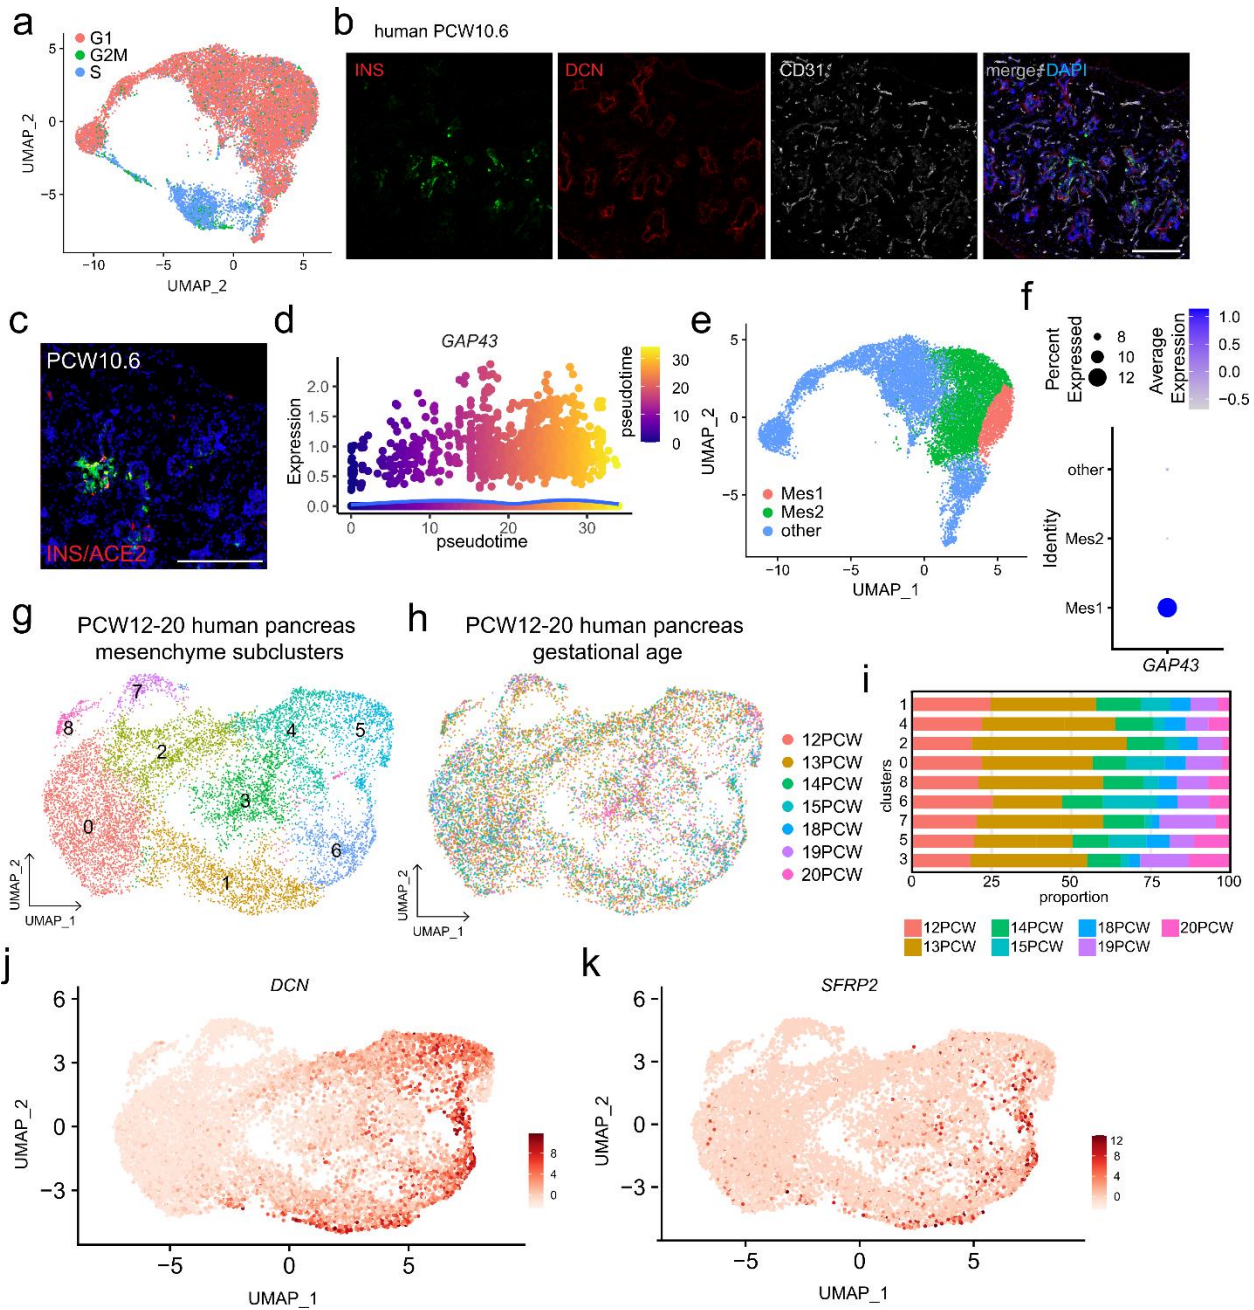 a
G1
G2M
S
5
0
−5
UMAP_2
−10
−5
0
5
UMAP_2
b
human PCW10.6
INS
DCN
CD31
merge+DAPI
c
PCW10.6
INS/ACE2
d
GAP43
2.0
1.5
1.0
0.5
0.0
Expression
0
10
20
30
pseudotime
pseudotime
30
20
10
0
e
5
0
−5
UMAP_2
Mes1
Mes2
other
−10
−5
0
5
UMAP_1
f
Percent
Expressed
8
10
12
Average
Expression
1.0
0.5
0.0
−0.5
other
Mes2
Mes1
Identity
GAP43
g
PCW12-20 human pancreas
mesenchyme subclusters
7
8
2
4
5
3
0
6
1
UMAP_2
UMAP_1
h
PCW12-20 human pancreas
gestational age
12PCW
13PCW
14PCW
15PCW
18PCW
19PCW
20PCW
UMAP_2
UMAP_1
i
1
4
2
0
8
6
7
5
3
clusters
0
25
50
75
100
proportion
12PCW
14PCW
18PCW
20PCW
13PCW
15PCW
19PCW
j
DCN
6
3
0
−3
UMAP_2
−5
0
5
UMAP_1
8
4
0
k
SFRP2
6
3
0
−3
UMAP_2
−5
0
5
UMAP_1
12
8
4
0